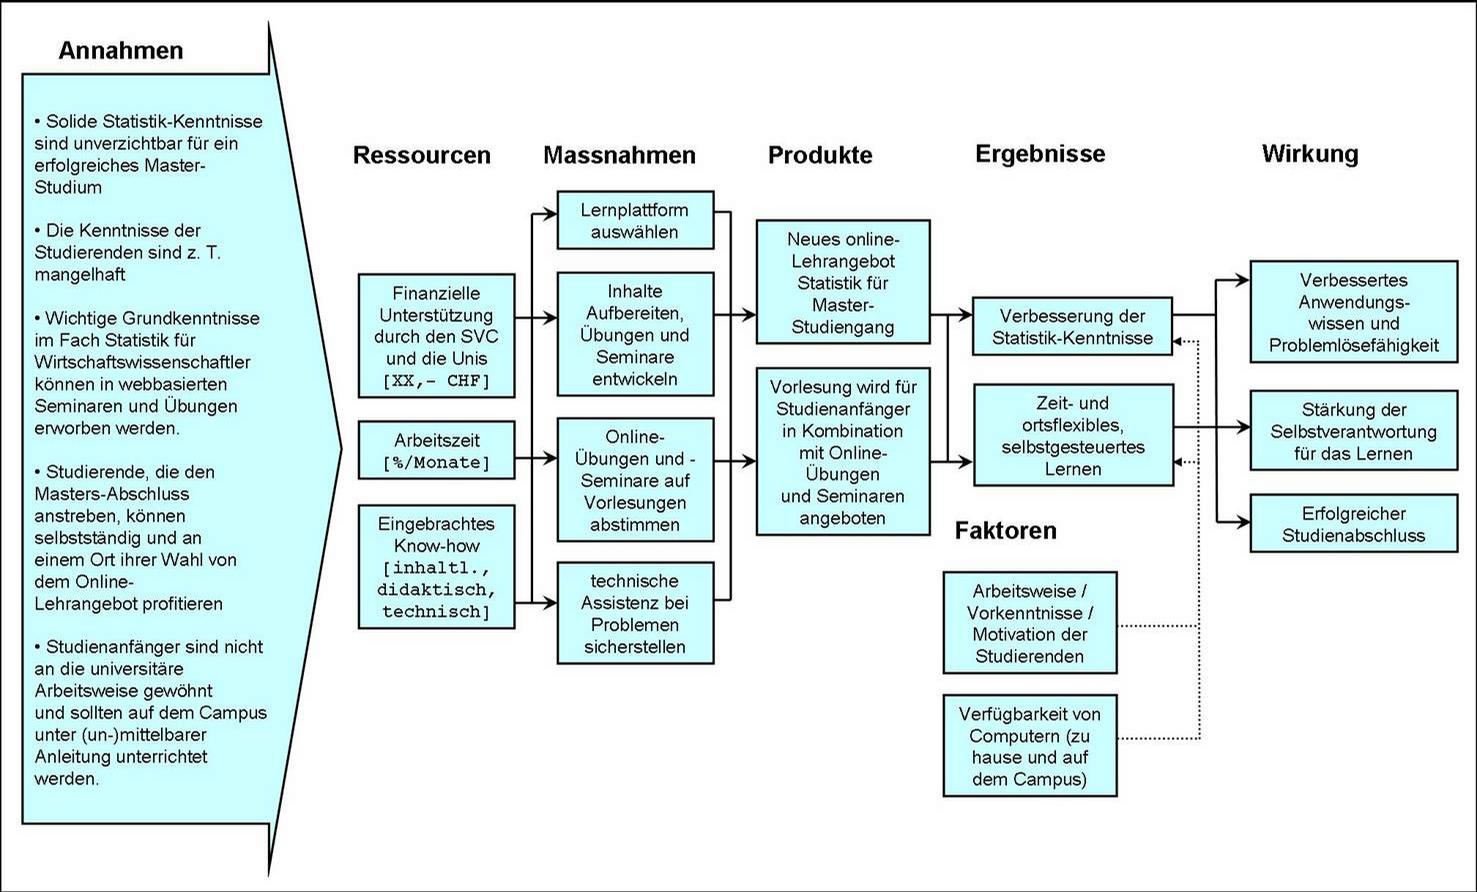 Annahmen
• Solide Statistik-Kenntnisse
sind unverzichtbar für ein
erfolgreiches Master-
Studium
• Die Kenntnisse der
Studierenden sind z. T.
mangelhaft
• Wichtige Grundkenntnisse
im Fach Statistik für
Wirtschaftswissenschaftler
können in webbasierten
Seminaren und Übungen
erworben werden.
• Studierende, die den
Masters-Abschluss
anstreben, können
selbstständig und an
einem Ort ihrer Wahl von
dem Online-
Lehrangebot profitieren
• Studienanfänger sind nicht
an die universitäre
Arbeitsweise gewöhnt
und sollten auf dem Campus
unter (un-)mittelbarer
Anleitung unterrichtet
werden.
Ressourcen
Finanzielle
Unterstützung
durch den SVC
und die Unis
[XX,- CHF]
Arbeitszeit
[%/Monate]
Eingebrachtes
Know-how
[inhaltl.,
didaktisch,
technisch]
Massnahmen
Lernplattform
auswählen
Inhalte
Aufbereiten,
Übungen und
Seminare
entwickeln
Online-
Übungen und -
Seminare auf
Vorlesungen
abstimmen
technische
Assistenz bei
Problemen
sicherstellen
Produkte
Neues online-
Lehrangebot
Statistik für
Master-
Studiengang
Vorlesung wird für
Studienanfänger
in Kombination
mit Online-
Übungen
und Seminaren
angeboten
Ergebnisse
Verbesserung der
Statistik-Kenntnisse
Zeit- und
ortsflexibles,
selbstgesteuertes
Lernen
Faktoren
Arbeitsweise /
Vorkenntnisse /
Motivation der
Studierenden
Verfügbarkeit von
Computern (zu
hause und auf
dem Campus)
Wirkung
Verbessertes
Anwendungs-
wissen und
Problemlösefähigkeit
Stärkung der
Selbstverantwortung
für das Lernen
Erfolgreicher
Studienabschluss